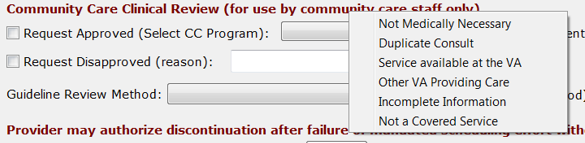 Community Care Clinical Review (for use by community care staff only)
Request Approved (Select CC Program):
Request Disapproved (reason):
Guideline Review Method:
Not Medically Necessary
Duplicate Consult
Service available at the VA
Other VA Providing Care
Incomplete Information
Not a Covered Service
Provider may authorize discontinuation after failure